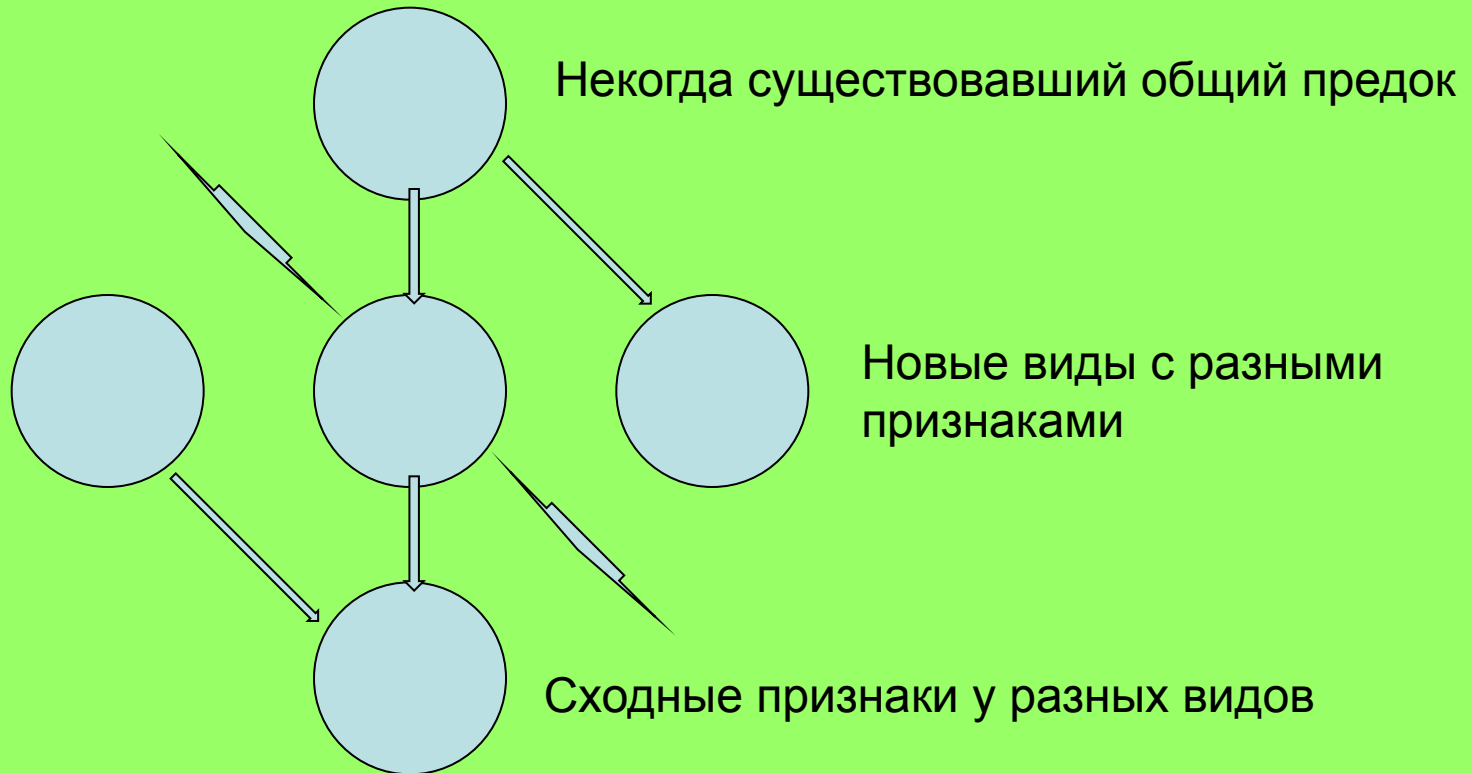 Некогда существовавший общий предок
Новые виды с разными
признаками
Сходные признаки у разных видов